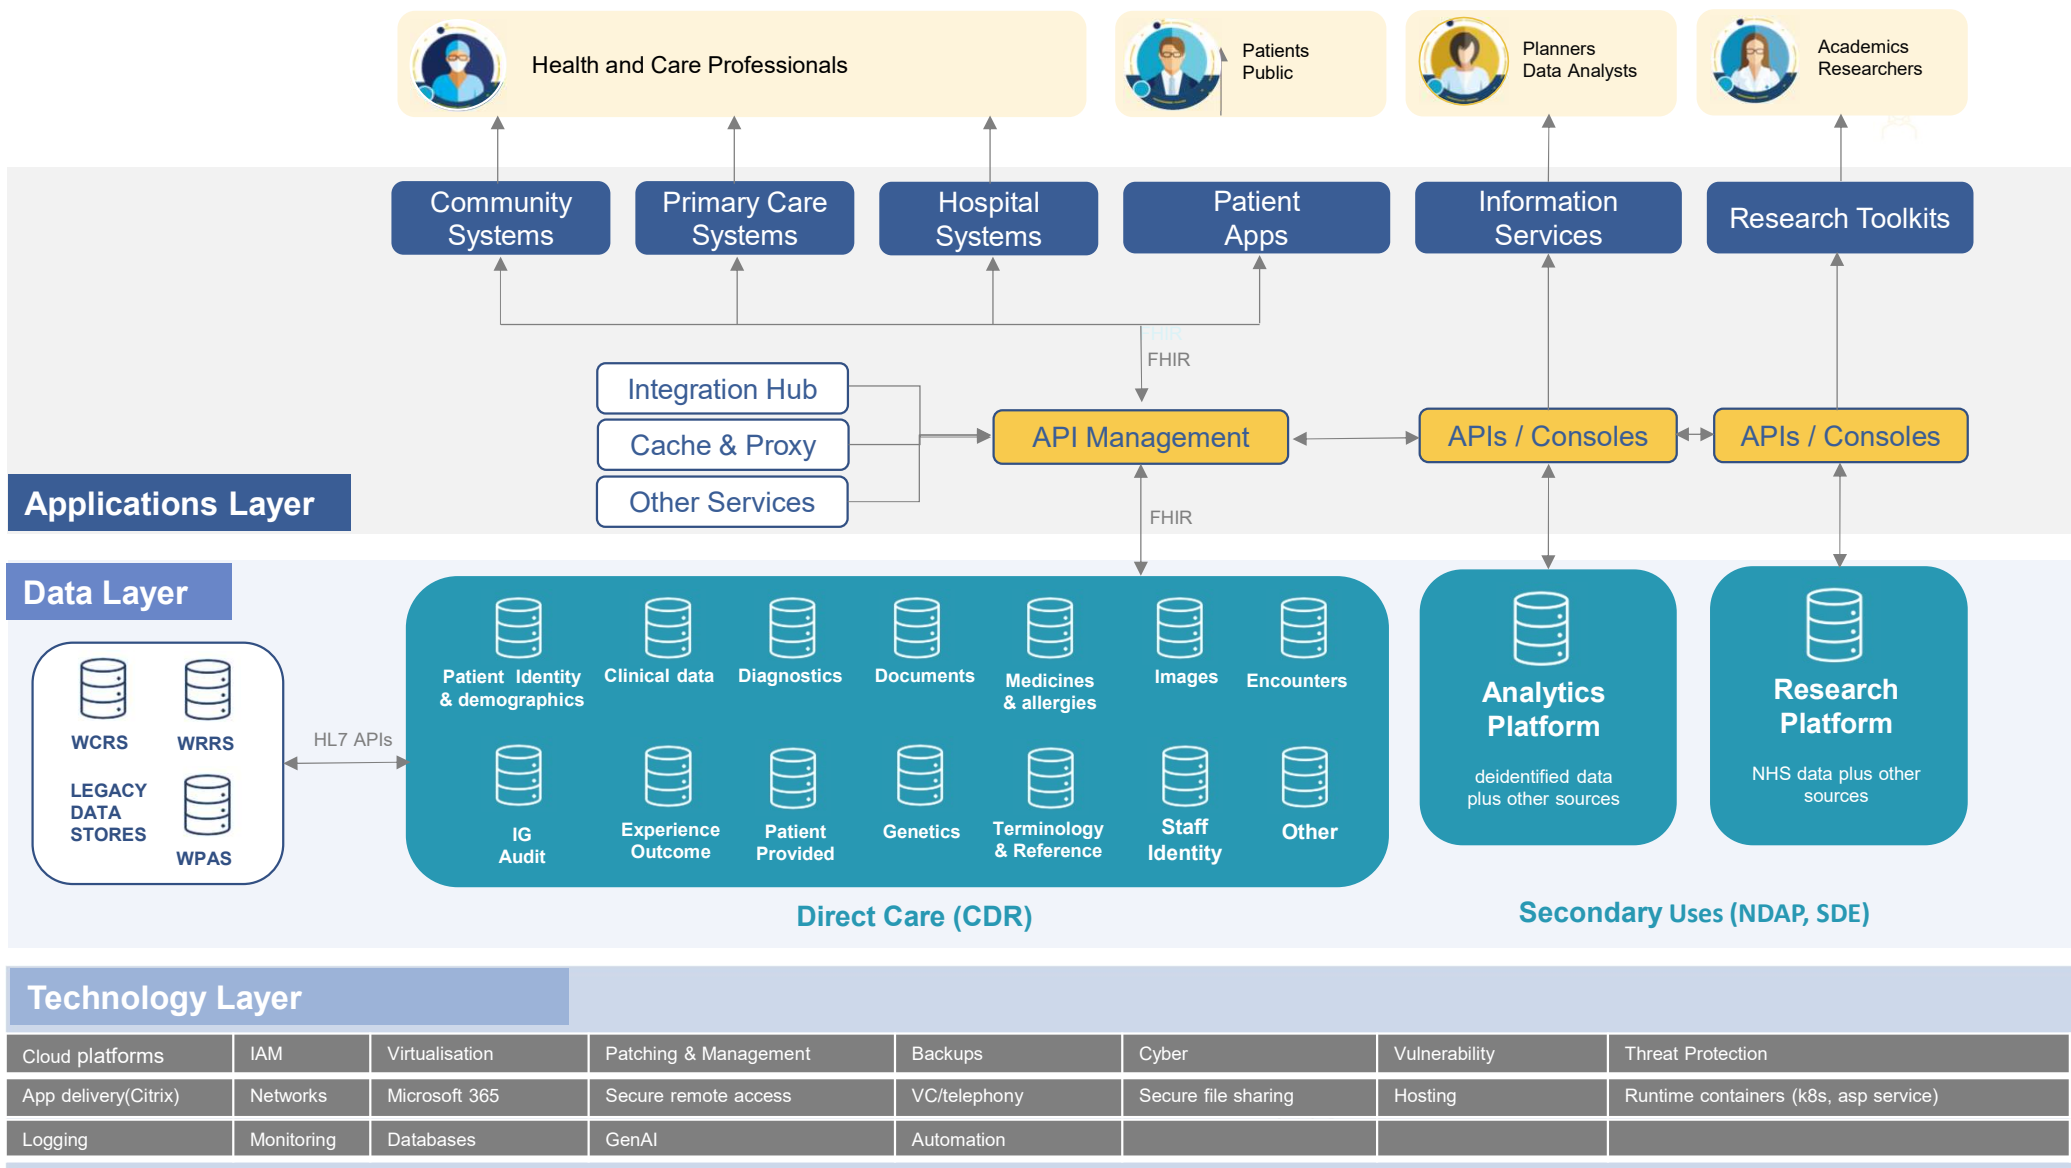 Health and Care Professionals
Patients
Public
Planners
Data Analysts
Academics
Researchers
Community
Systems
Primary Care
Systems
Hospital
Systems
Patient
Apps
Information
Services
Research Toolkits
FHIR
FHIR
Integration Hub
Cache & Proxy
Other Services
API Management
APIs / Consoles
APIs / Consoles
Applications Layer
FHIR
Data Layer
WCRS
WRRS
LEGACY
DATA
STORES
WPAS
HL7 APIs
Patient Identity
& demographics
Clinical data
Diagnostics
Documents
Medicines
& allergies
Images
Encounters
IG
Audit
Experience
Outcome
Patient
Provided
Genetics
Terminology
& Reference
Staff
Identity
Other
Analytics
Platform
deidentified data
plus other sources
Research
Platform
NHS data plus other
sources
Direct Care (CDR)
Secondary Uses (NDAP, SDE)
Technology Layer
Cloud platforms
IAM
Virtualisation
Patching & Management
Backups
Cyber
Vulnerability
Threat Protection
App delivery(Citrix)
Networks
Microsoft 365
Secure remote access
VC/telephony
Secure file sharing
Hosting
Runtime containers (k8s, asp service)
Logging
Monitoring
Databases
GenAI
Automation